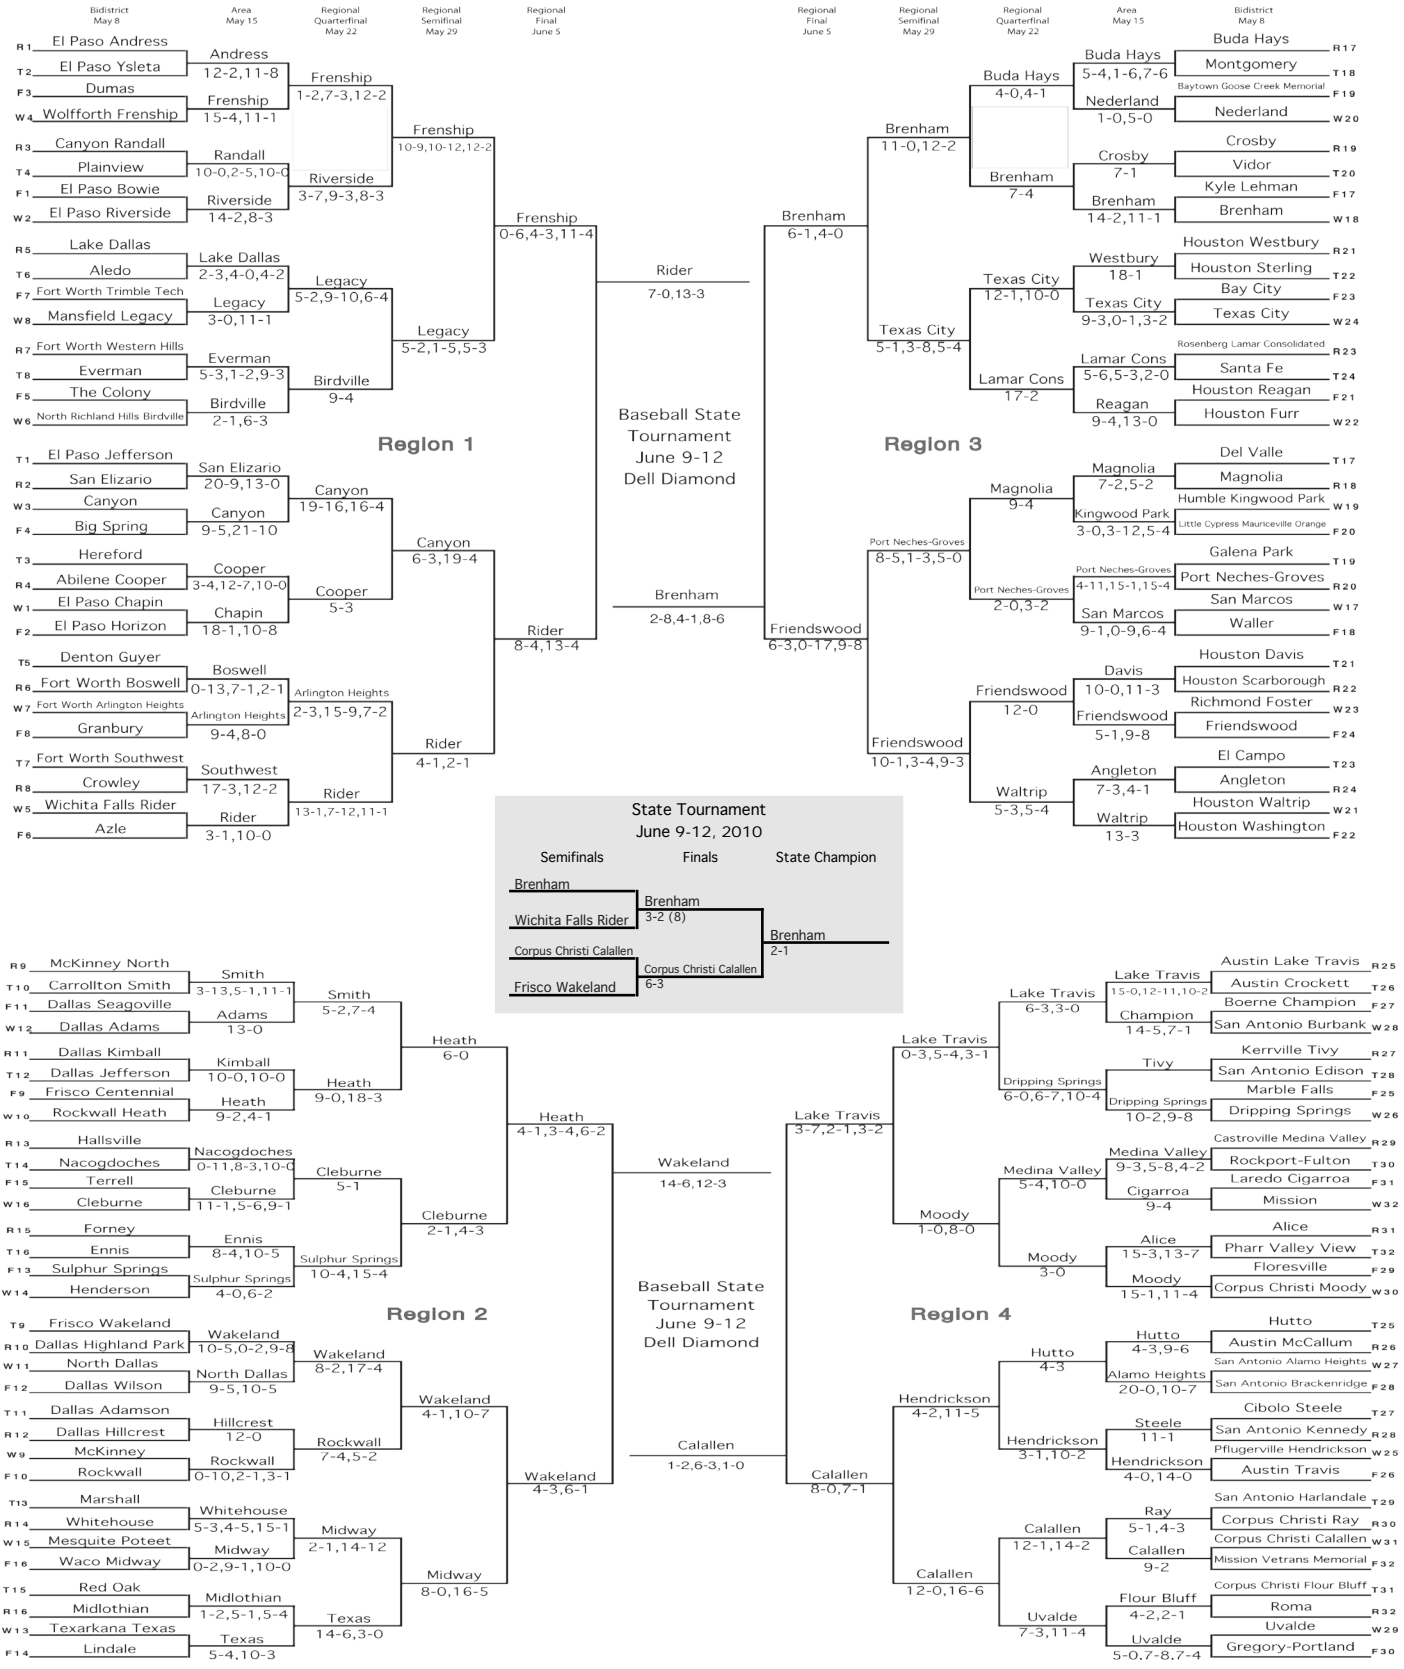 Bidistrict
May 8
Area
May 15
Regional
Quarterfinal
May 22
Regional
Semifinal
May 29
Regional
Final
June 5
Regional
Final
June 5
Regional
Semifinal
May 29
Regional
Quarterfinal
May 22
Area
May 15
Bidistrict
May 8
R1 El Paso Andress
T2 El Paso Ysleta
F3 Dumas
W4 Wolfforth Frenship
R3 Canyon Randall
T4 Plainview
F1 El Paso Bowie
W2 El Paso Riverside
R5 Lake Dallas
T6 Aledo
F7 Fort Worth Trimble Tech
W8 Mansfield Legacy
R7 Fort Worth Western Hills
T8 Everman
F5 The Colony
W6 North Richland Hills Birdville
T1 El Paso Jefferson
R2 San Elizario
W3 Canyon
F4 Big Spring
T3 Hereford
R4 Abilene Cooper
W1 El Paso Chapin
F2 El Paso Horizon
T5 Denton Guyer
R6 Fort Worth Boswell
W7 Fort Worth Arlington Heights
F8 Granbury
T7 Fort Worth Southwest
R8 Crowley
W5 Wichita Falls Rider
F6 Azle
Andress
12-2,11-8
Frenship
15-4,11-1
Randall
10-0,2-5,10-0
Riverside
14-2,8-3
Lake Dallas
2-3,4-0,4-2
Legacy
3-0,11-1
Everman
5-3,1-2,9-3
Birdville
2-1,6-3
San Elizario
20-9,13-0
Canyon
9-5,21-10
Cooper
3-4,12-7,10-0
Chapin
18-1,10-8
Boswell
0-13,7-1,2-1
Arlington Heights
9-4,8-0
Southwest
17-3,12-2
Rider
3-1,10-0
Frenship
1-2,7-3,12-2
Riverside
3-7,9-3,8-3
Legacy
5-2,9-10,6-4
Birdville
9-4
Canyon
19-16,16-4
Cooper
5-3
Arlington Heights
2-3,15-9,7-2
Rider
13-1,7-12,11-1
Frenship
10-9,10-12,12-2
Legacy
5-2,1-5,5-3
Region 1
Canyon
6-3,19-4
Rider
4-1,2-1
Frenship
0-6,4-3,11-4
Rider
8-4,13-4
Rider
7-0,13-3
Baseball State
Tournament
June 9-12
Dell Diamond
Brenham
2-8,4-1,8-6
Brenham
6-1,4-0
Friendswood
6-3,0-17,9-8
Brenham
11-0,12-2
Texas City
5-1,3-8,5-4
Region 3
Port Neches-Groves
8-5,1-3,5-0
Friendswood
10-1,3-4,9-3
Buda Hays
4-0,4-1
Brenham
7-4
Texas City
12-1,10-0
Lamar Cons
17-2
Magnolia
9-4
Port Neches-Groves
2-0,3-2
Friendswood
12-0
Waltrip
5-3,5-4
Buda Hays
5-4,1-6,7-6
Nederland
1-0,5-0
Crosby
7-1
Brenham
14-2,11-1
Westbury
18-1
Texas City
9-3,0-1,3-2
Lamar Cons
5-6,5-3,2-0
Reagan
9-4,13-0
Magnolia
7-2,5-2
Kingwood Park
3-0,3-12,5-4
Port Neches-Groves
4-11,15-1,15-4
San Marcos
9-1,0-9,6-4
Davis
10-0,11-3
Friendswood
5-1,9-8
Angleton
7-3,4-1
Waltrip
13-3
Buda Hays R17
Montgomery T18
Baytown Goose Creek Memorial F19
Nederland W20
Crosby R19
Vidor T20
Kyle Lehman F17
Brenham W18
Houston Westbury R21
Houston Sterling T22
Bay City F23
Texas City W24
Rosenberg Lamar Consolidated R23
Santa Fe T24
Houston Reagan F21
Houston Furr W22
Del Valle T17
Magnolia R18
Humble Kingwood Park W19
Little Cypress Mauriceville Orange F20
Galena Park T19
Port Neches-Groves R20
San Marcos W17
Waller F18
Houston Davis T21
Houston Scarborough R22
Richmond Foster W23
Friendswood F24
El Campo T23
Angleton R24
Houston Waltrip W21
Houston Washington F22
State Tournament
June 9-12, 2010
Semifinals Finals State Champion
Brenham
Wichita Falls Rider
Corpus Christi Calallen
Frisco Wakeland
Brenham
3-2 (8)
Corpus Christi Calallen
6-3
Brenham
2-1
R9 McKinney North
T10 Carrollton Smith
F11 Dallas Seagoville
W12 Dallas Adams
R11 Dallas Kimball
T12 Dallas Jefferson
F9 Frisco Centennial
W10 Rockwall Heath
R13 Hallsville
T14 Nacogdoches
F15 Terrell
W16 Cleburne
R15 Forney
T16 Ennis
F13 Sulphur Springs
W14 Henderson
T9 Frisco Wakeland
R10 Dallas Highland Park
W11 North Dallas
F12 Dallas Wilson
T11 Dallas Adamson
R12 Dallas Hillcrest
W9 McKinney
F10 Rockwall
T13 Marshall
R14 Whitehouse
W15 Mesquite Poteet
F16 Waco Midway
T15 Red Oak
R16 Midlothian
W13 Texarkana Texas
F14 Lindale
Smith
3-13,5-1,11-1
Adams
13-0
Kimball
10-0,10-0
Heath
9-2,4-1
Nacogdoches
0-11,8-3,10-0
Cleburne
11-1,5-6,9-1
Ennis
8-4,10-5
Sulphur Springs
4-0,6-2
Wakeland
10-5,0-2,9-8
North Dallas
9-5,10-5
Hillcrest
12-0
Rockwall
0-10,2-1,3-1
Whitehouse
5-3,4-5,15-1
Midway
0-2,9-1,10-0
Midlothian
1-2,5-1,5-4
Texas
5-4,10-3
Smith
5-2,7-4
Heath
9-0,18-3
Cleburne
5-1
Sulphur Springs
10-4,15-4
Wakeland
8-2,17-4
Rockwall
7-4,5-2
Midway
2-1,14-12
Texas
14-6,3-0
Heath
6-0
Cleburne
2-1,4-3
Region 2
Wakeland
4-1,10-7
Midway
8-0,16-5
Heath
4-1,3-4,6-2
Wakeland
4-3,6-1
Wakeland
14-6,12-3
Baseball State
Tournament
June 9-12
Dell Diamond
Calallen
1-2,6-3,1-0
Lake Travis
3-7,2-1,3-2
Calallen
8-0,7-1
Lake Travis
0-3,5-4,3-1
Moody
1-0,8-0
Region 4
Hendrickson
4-2,11-5
Calallen
12-0,16-6
Lake Travis
6-3,3-0
Dripping Springs
6-0,6-7,10-4
Medina Valley
5-4,10-0
Moody
3-0
Hutto
4-3
Hendrickson
3-1,10-2
Calallen
12-1,14-2
Uvalde
7-3,11-4
Lake Travis
15-0,12-11,10-2
Champion
14-5,7-1
Tivy
Dripping Springs
10-2,9-8
Medina Valley
9-3,5-8,4-2
Cigarroa
9-4
Alice
15-3,13-7
Moody
15-1,11-4
Hutto
4-3,9-6
Alamo Heights
20-0,10-7
Steele
11-1
Hendrickson
4-0,14-0
Ray
5-1,4-3
Calallen
9-2
Flour Bluff
4-2,2-1
Uvalde
5-0,7-8,7-4
Austin Lake Travis R25
Austin Crockett T26
Boerne Champion F27
San Antonio Burbank W28
Kerrville Tivy R27
San Antonio Edison T28
Marble Falls F25
Dripping Springs W26
Castroville Medina Valley R29
Rockport-Fulton T30
Laredo Cigarroa F31
Mission W32
Alice R31
Pharr Valley View T32
Floresville F29
Corpus Christi Moody W30
Hutto T25
Austin McCallum R26
San Antonio Alamo Heights W27
San Antonio Brackenridge F28
Cibolo Steele T27
San Antonio Kennedy R28
Pflugerville Hendrickson W25
Austin Travis F26
San Antonio Harlandale T29
Corpus Christi Ray R30
Corpus Christi Calallen W31
Mission Vetrans Memorial F32
Corpus Christi Flour Bluff T31
Roma R32
Uvalde W29
Gregory-Portland F30